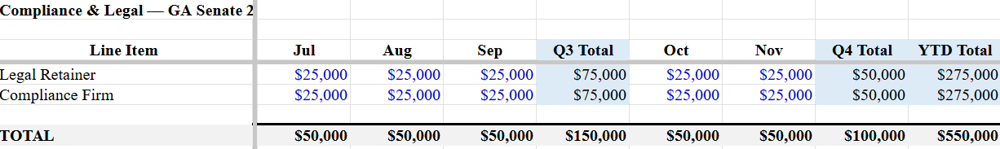 Compliance & Legal — GA Senate 2
Line Item Jul Aug Sep Q3 Total Oct Nov Q4 Total YTD Total
Legal Retainer $25,000 $25,000 $25,000 $75,000 $25,000 $25,000 $50,000 $275,000
Compliance Firm $25,000 $25,000 $25,000 $75,000 $25,000 $25,000 $50,000 $275,000
TOTAL $50,000 $50,000 $50,000 $150,000 $50,000 $50,000 $100,000 $550,000